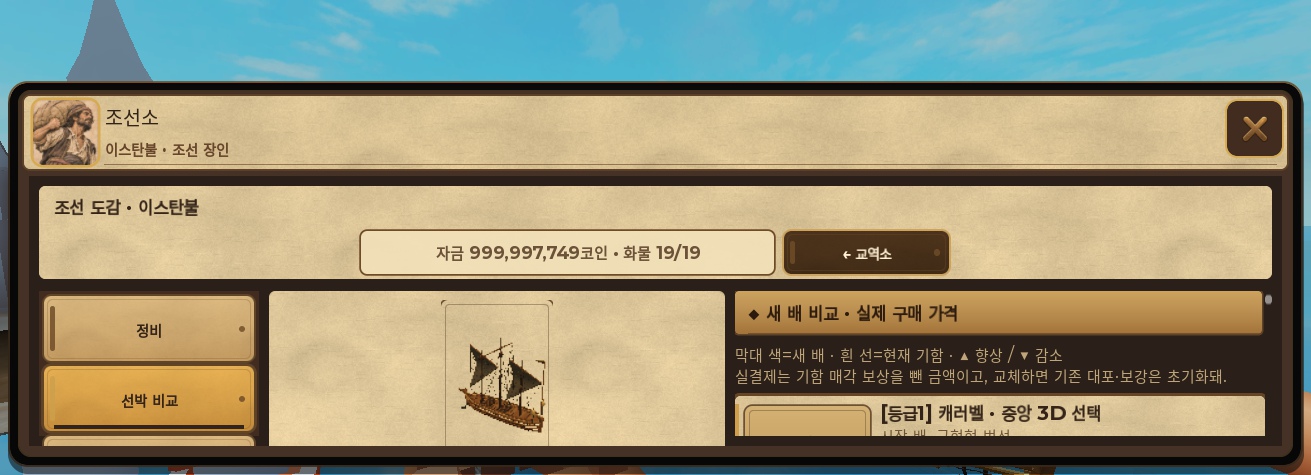 조선소
이스탄불 • 조선 장인
조선 도감 • 이스탄불
자금 999,997,749코인 • 화물 19/19
← 교역소
정비
선박 비교
◆ 새 배 비교 • 실제 구매 가격
막대 색=새 배 · 흰 선=현재 기함 · ▲ 향상 / ▼ 감소
실결제는 기함 매각 보상을 뺀 금액이고, 교체하면 기존 대포·보강은 초기화돼.
[등급1] 캐러벨 • 중앙 3D 선택